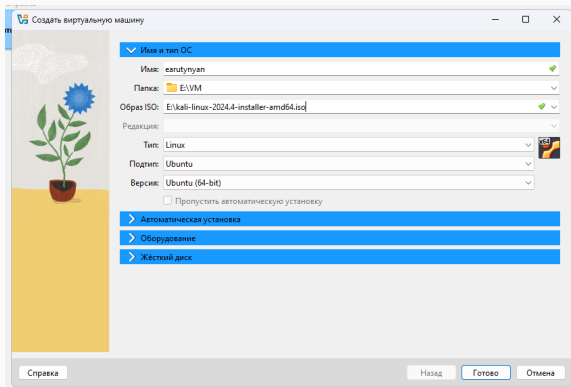 Создать виртуальную машину
Имя и тип ОС
Имя: earutynyan
Папка: E:\VM
Образ ISO: E:\kali-linux-2024.4-installer-amd64.iso
Редакция:
Тип: Linux
x64
Подтип: Ubuntu
Версия: Ubuntu (64-bit)
Пропустить автоматическую установку
Автоматическая установка
Оборудование
Жёсткий диск
Справка Назад Готово Отмена